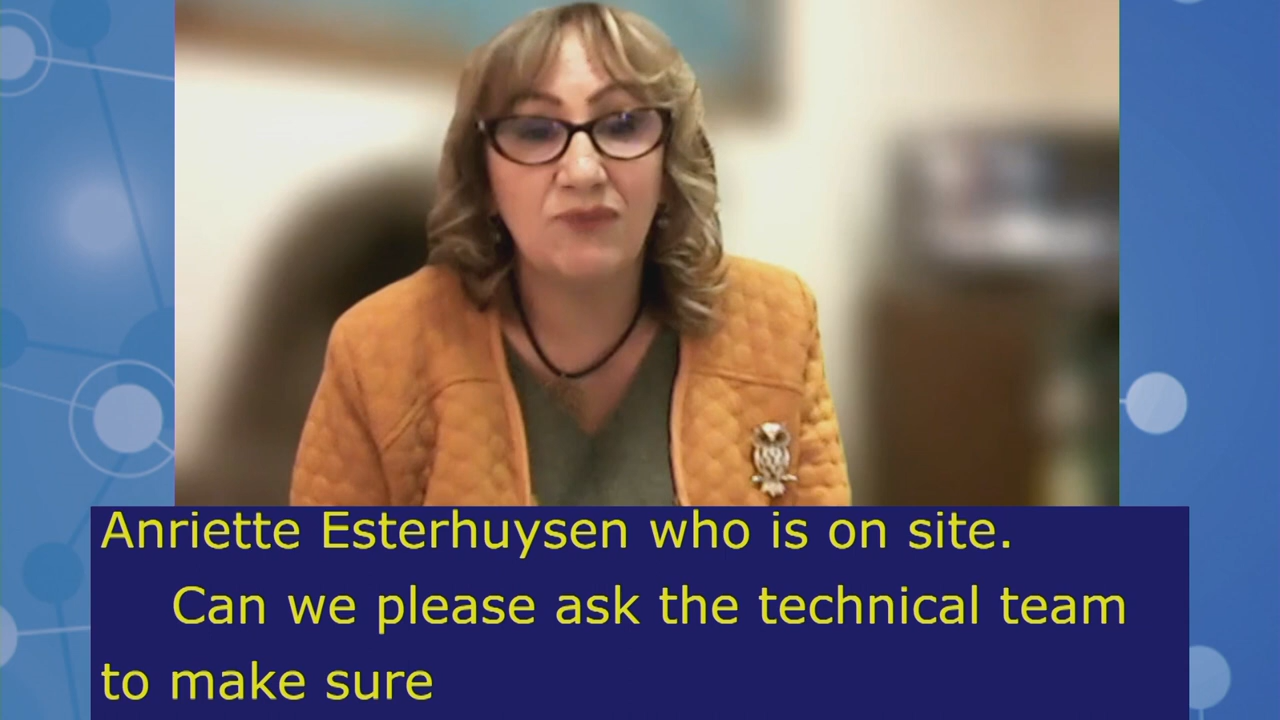 Anriette Esterhuysen who is on site.
Can we please ask the technical team
to make sure